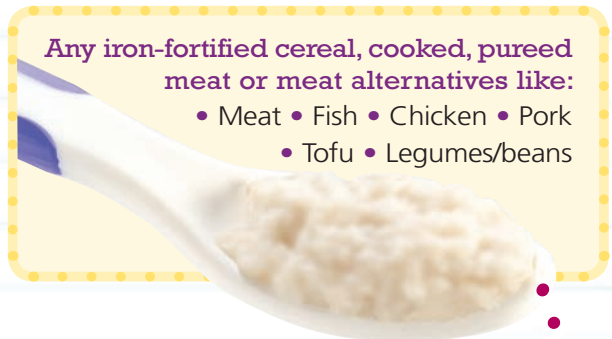 Any iron-fortified cereal, cooked, pureed
meat or meat alternatives like:
• Meat • Fish • Chicken • Pork
• Tofu • Legumes/beans